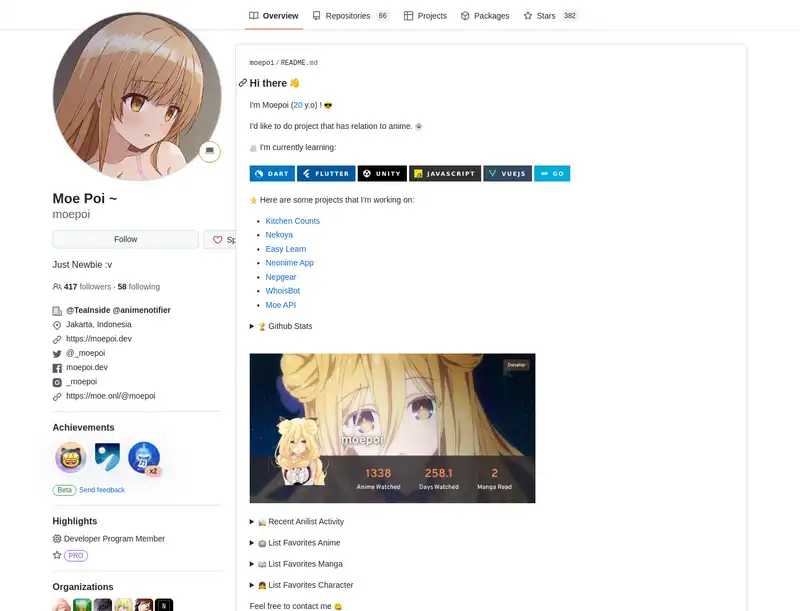 Overview
Repositories 66
Projects
Packages
Stars 382
Moe Poi ~
moepoi
Follow
Sp
Just Newbie :v
417 followers · 58 following
@TeaInside @animenotifier
Jakarta, Indonesia
https://moepoi.dev
@_moepoi
moepoi.dev
_moepoi
https://moe.onl/@moepoi
Achievements
x2
Beta Send feedback
Highlights
Developer Program Member
PRO
Organizations
N
moepoi / README.md
Hi there 👋
I'm Moepoi (20 y.o) ! 😎
I'd like to do project that has relation to anime. 👻
I'm currently learning:
DART
FLUTTER
UNITY
JAVASCRIPT
VUEJS
GO
⭐ Here are some projects that I'm working on:
• Kitchen Counts
• Nekoya
• Easy Learn
• Neonime App
• Nepgear
• WhoisBot
• Moe API
🏆 Github Stats
Donator
moepoi
1338 258.1 2
Anime Watched Days Watched Manga Read
📊 Recent Anilist Activity
List Favorites Anime
📖 List Favorites Manga
List Favorites Character
Feel free to contact me 😋